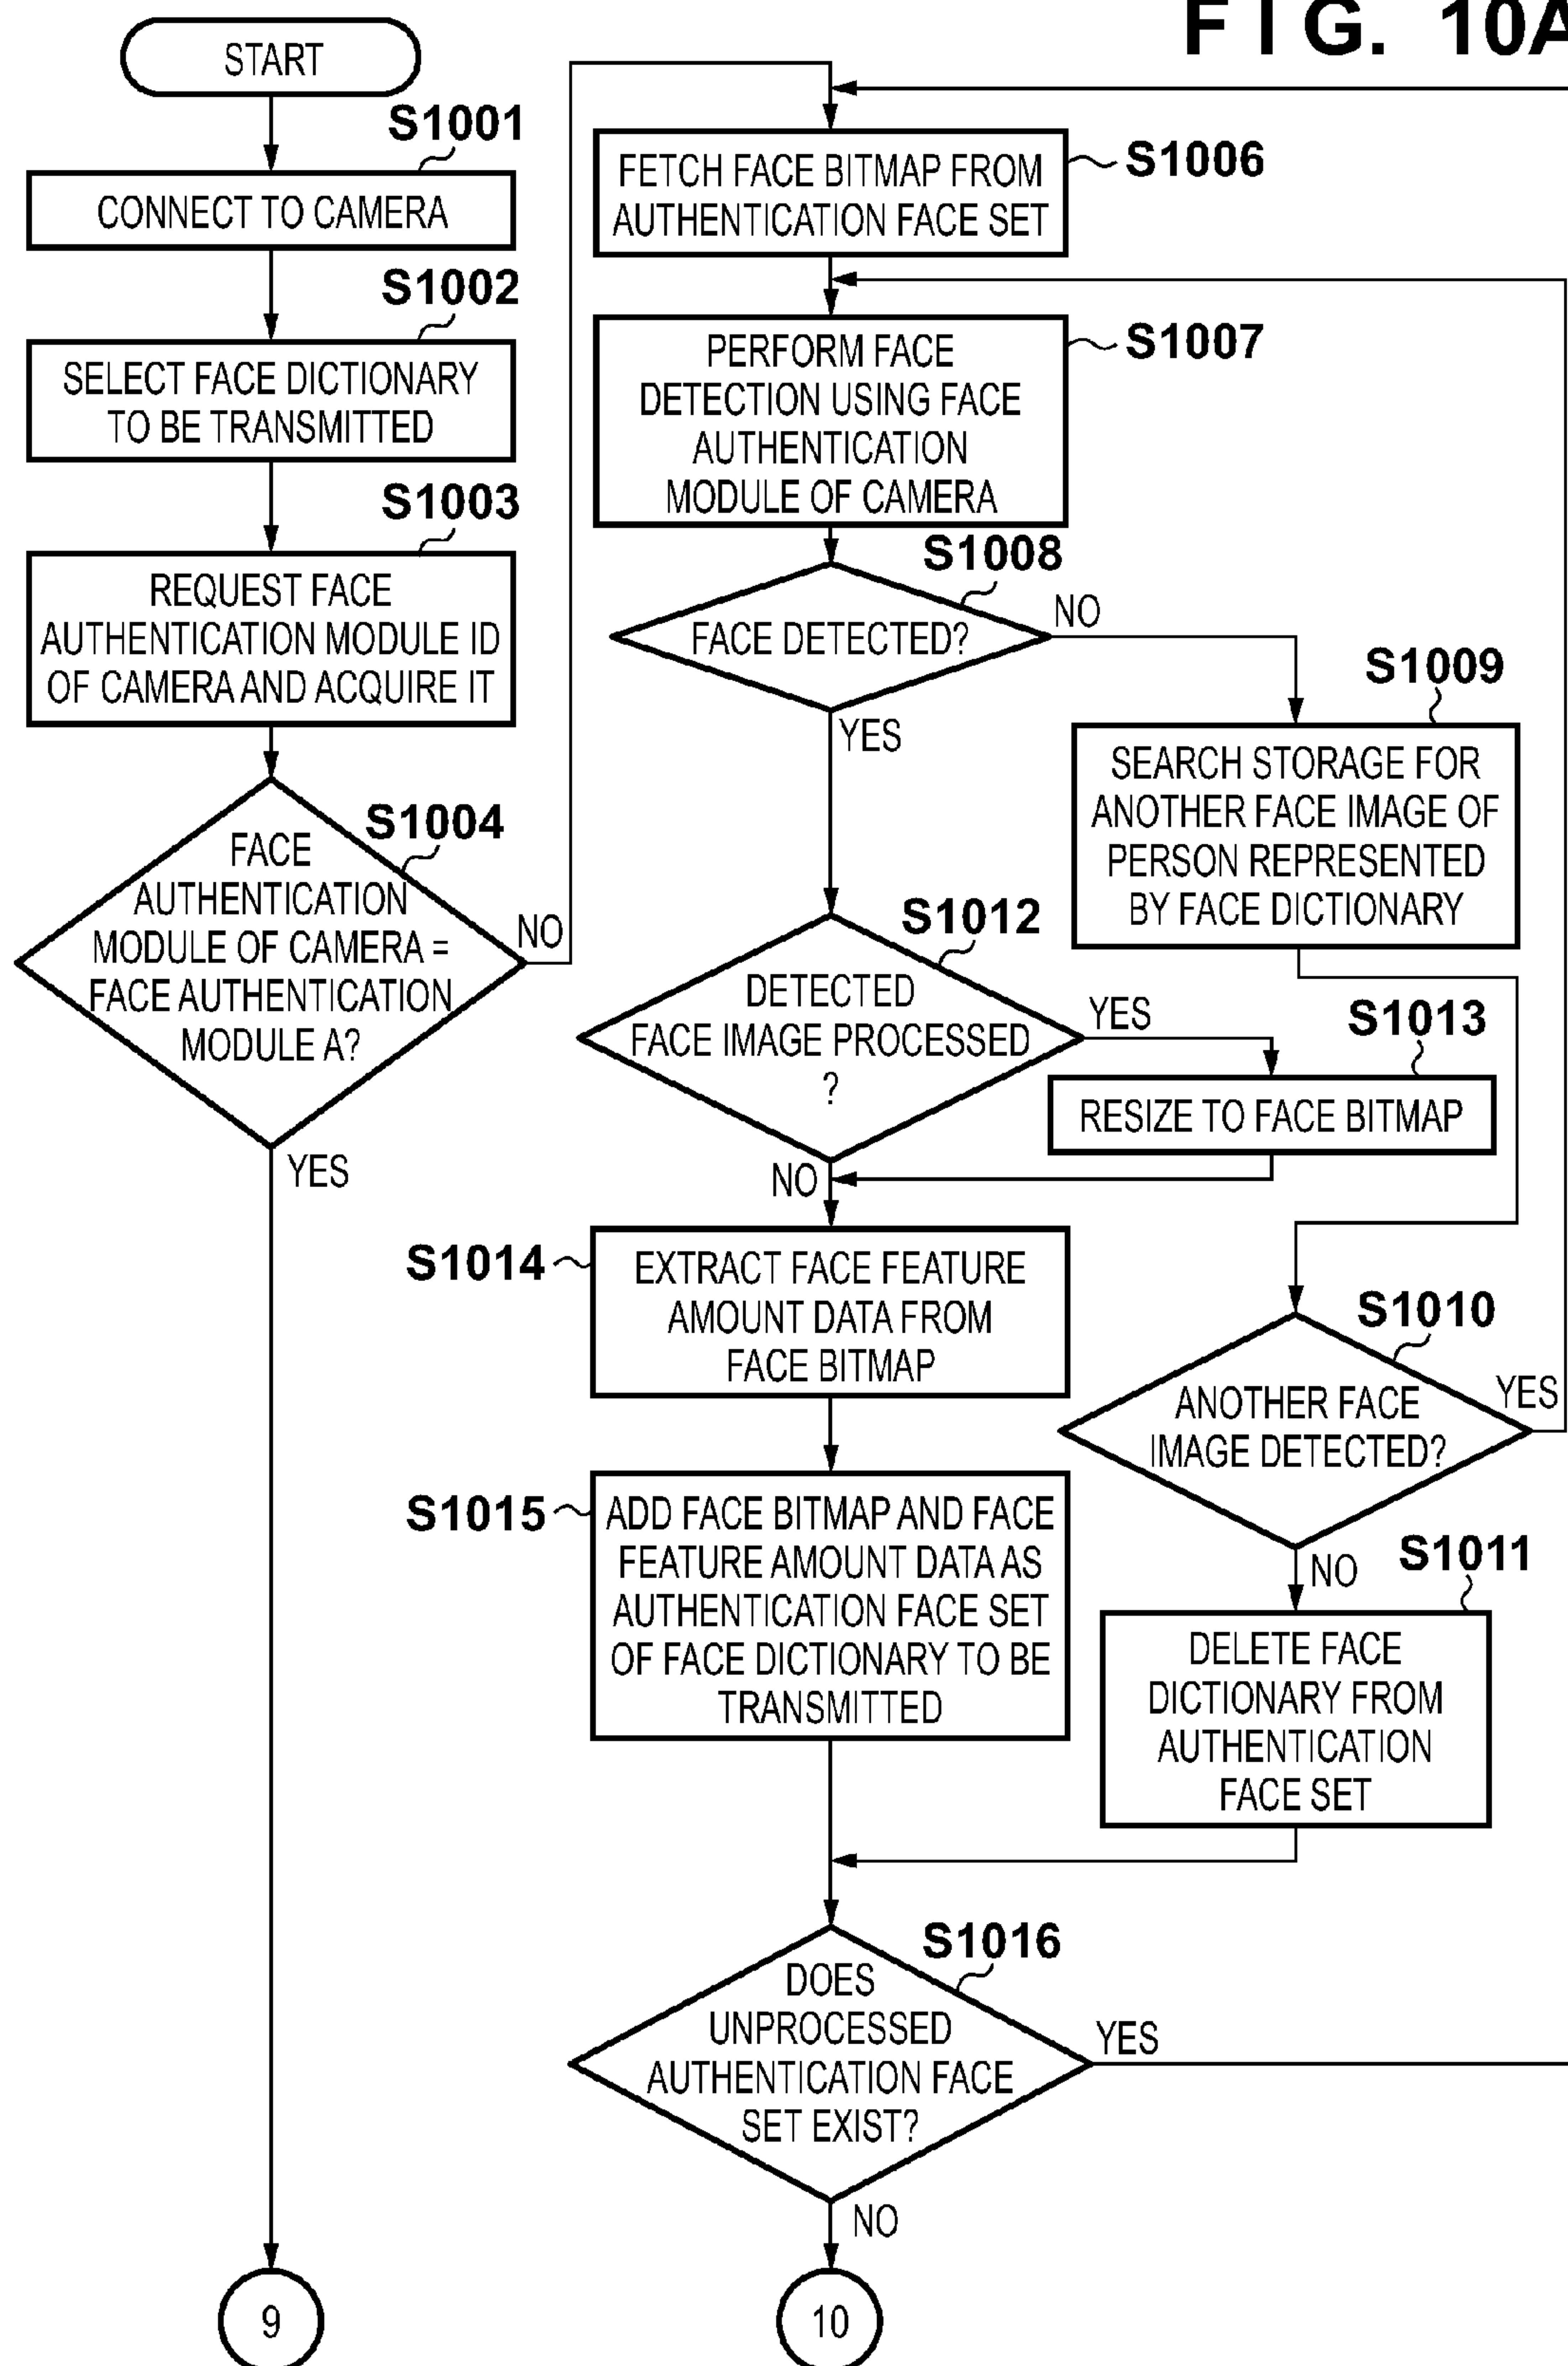 FIG. 10A
START
S1001
CONNECT TO CAMERA
S1002
SELECT FACE DICTIONARY
TO BE TRANSMITTED
S1003
REQUEST FACE
AUTHENTICATION MODULE ID
OF CAMERA AND ACQUIRE IT
S1004
FACE
AUTHENTICATION
MODULE OF CAMERA =
FACE AUTHENTICATION
MODULE A?
NO
YES
9
S1006
FETCH FACE BITMAP FROM
AUTHENTICATION FACE SET
S1007
PERFORM FACE
DETECTION USING FACE
AUTHENTICATION
MODULE OF CAMERA
S1008
FACE DETECTED?
NO
YES
S1009
SEARCH STORAGE FOR
ANOTHER FACE IMAGE OF
PERSON REPRESENTED
BY FACE DICTIONARY
S1012
DETECTED
FACE IMAGE PROCESSED
?
YES
NO
S1013
RESIZE TO FACE BITMAP
S1014
EXTRACT FACE FEATURE
AMOUNT DATA FROM
FACE BITMAP
S1010
ANOTHER FACE
IMAGE DETECTED?
YES
NO
S1015
ADD FACE BITMAP AND FACE
FEATURE AMOUNT DATA AS
AUTHENTICATION FACE SET
OF FACE DICTIONARY TO BE
TRANSMITTED
S1011
DELETE FACE
DICTIONARY FROM
AUTHENTICATION
FACE SET
S1016
DOES
UNPROCESSED
AUTHENTICATION FACE
SET EXIST?
YES
NO
10